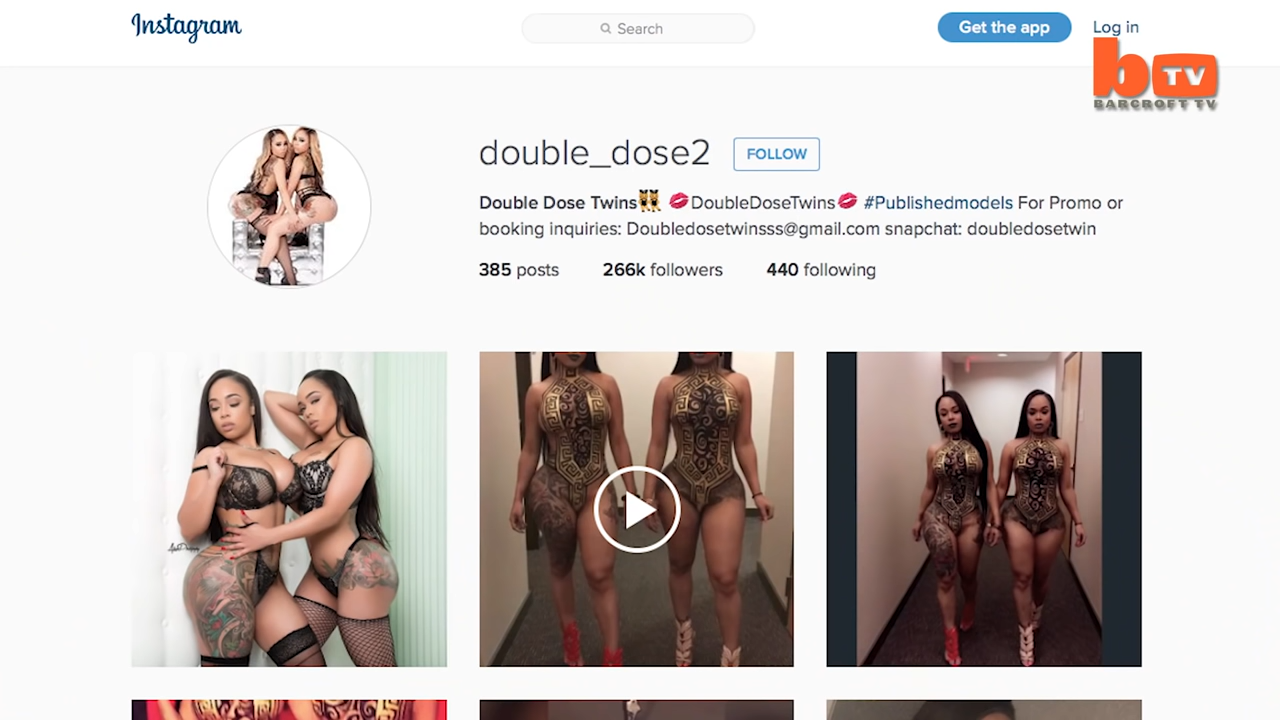 Instagram
Search
Get the app
Log in
b TV
BARCROFT TV
double_dose2
FOLLOW
Double Dose Twins👯 💋DoubleDoseTwins💋 #Publishedmodels For Promo or
booking inquiries: Doubledosetwinsss@gmail.com snapchat: doubledosetwin
385 posts
266k followers
440 following